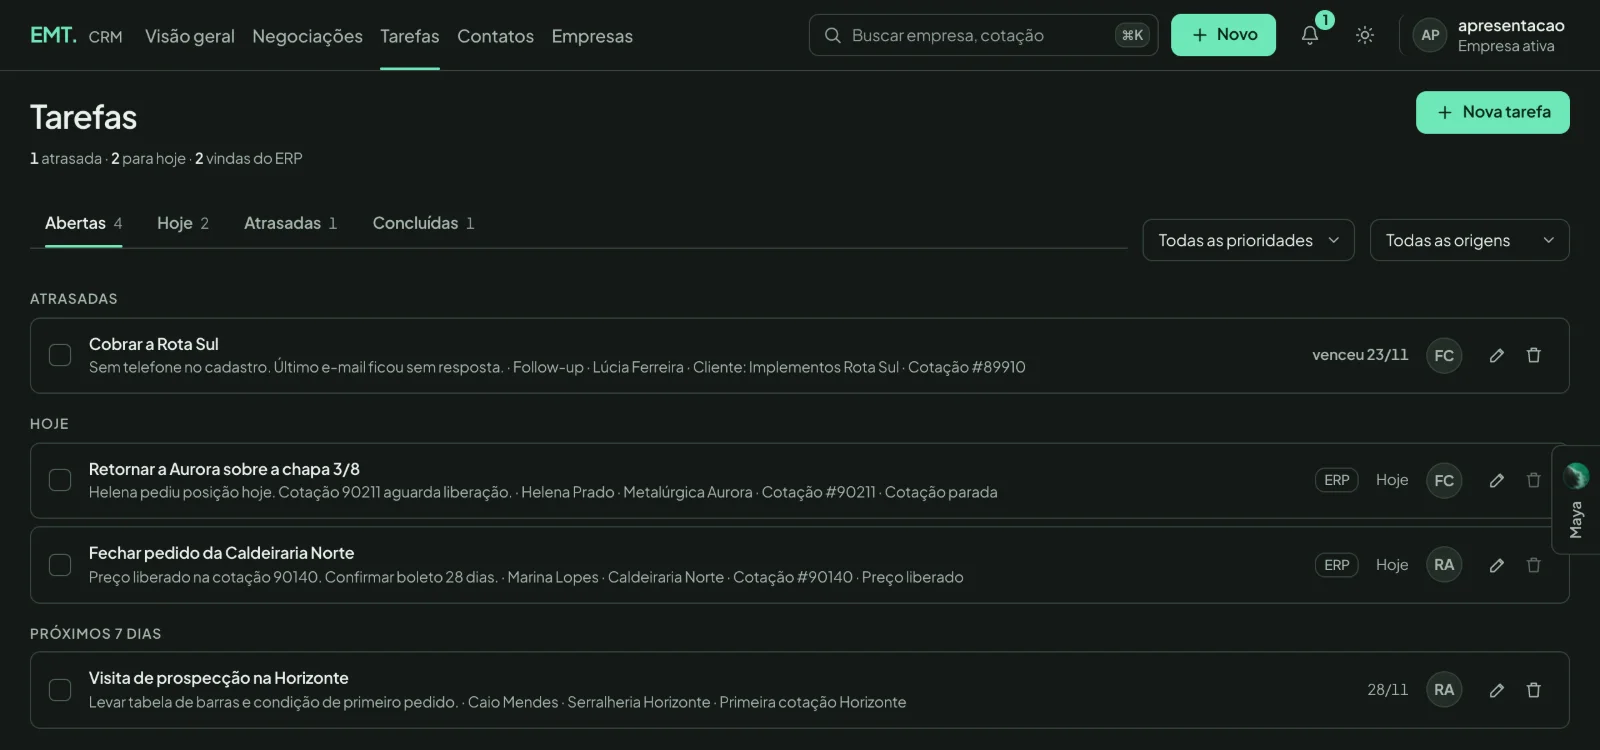 EMT. CRM Visão geral Negociações Tarefas Contatos Empresas Buscar empresa, cotação ⌘K + Novo 1 AP apresentacao
Empresa ativa
Tarefas
+ Nova tarefa
1 atrasada · 2 para hoje · 2 vindas do ERP
Abertas 4 Hoje 2 Atrasadas 1 Concluídas 1
Todas as prioridades Todas as origens
ATRASADAS
Cobrar a Rota Sul
Sem telefone no cadastro. Último e-mail ficou sem resposta. · Follow-up · Lúcia Ferreira · Cliente: Implementos Rota Sul · Cotação #89910
venceu 23/11 FC
HOJE
Retornar a Aurora sobre a chapa 3/8
Helena pediu posição hoje. Cotação 90211 aguarda liberação. · Helena Prado · Metalúrgica Aurora · Cotação #90211 · Cotação parada
ERP Hoje FC
Maya
Fechar pedido da Caldeiraria Norte
Preço liberado na cotação 90140. Confirmar boleto 28 dias. · Marina Lopes · Caldeiraria Norte · Cotação #90140 · Preço liberado
ERP Hoje RA
PRÓXIMOS 7 DIAS
Visita de prospecção na Horizonte
Levar tabela de barras e condição de primeiro pedido. · Caio Mendes · Serralheria Horizonte · Primeira cotação Horizonte
28/11 RA